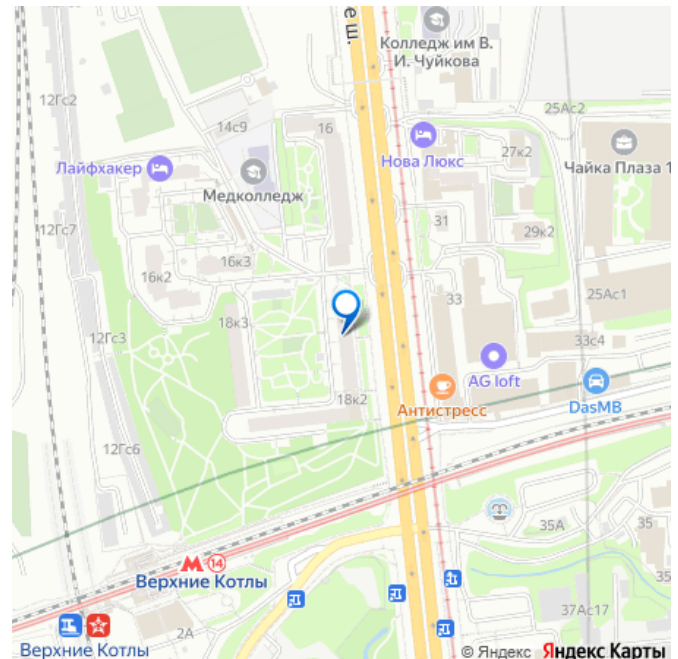 е ш.
Колледж им В.
И. Чуйкова
12Гс2
25Ас2
14с9
16
Нова Люкс
27к2
Чайка Плаза 1
Лайфхакер
Медколледж
31
29к2
12Гс7
16к3
16к2
33
25Ас1
18к3
12Гс3
33с4
AG loft
18к2
Антистресс
DasMB
12Гс6
35А
35
М 14
Верхние Котлы
35
37Ас17
2А
Верхние Котлы
© Яндекс Яндекс Карты